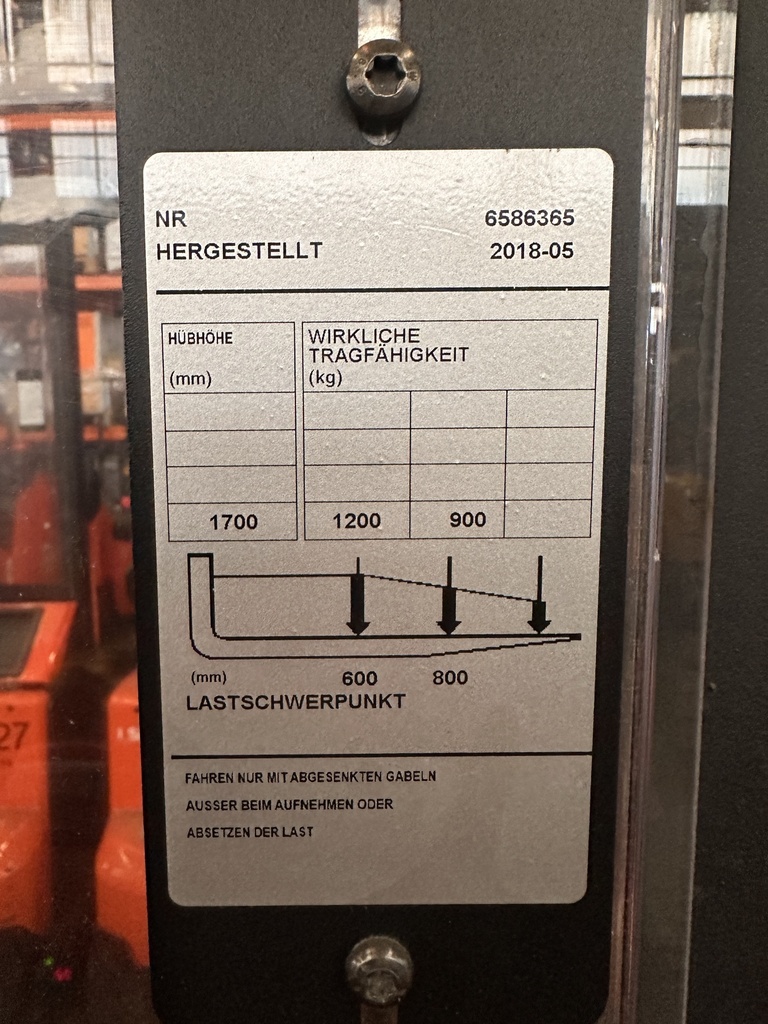 NR 6586365
HERGESTELLT 2018-05
HÜBHÖHE
(mm)
WIRKLICHE
TRAGFÄHIGKEIT
(kg)
1700 1200 900
(mm) 600 800
LASTSCHWERPUNKT
FAHREN NUR MIT ABGESENKTEN GABELN
AUSSER BEIM AUFNEHMEN ODER
ABSETZEN DER LAST
27